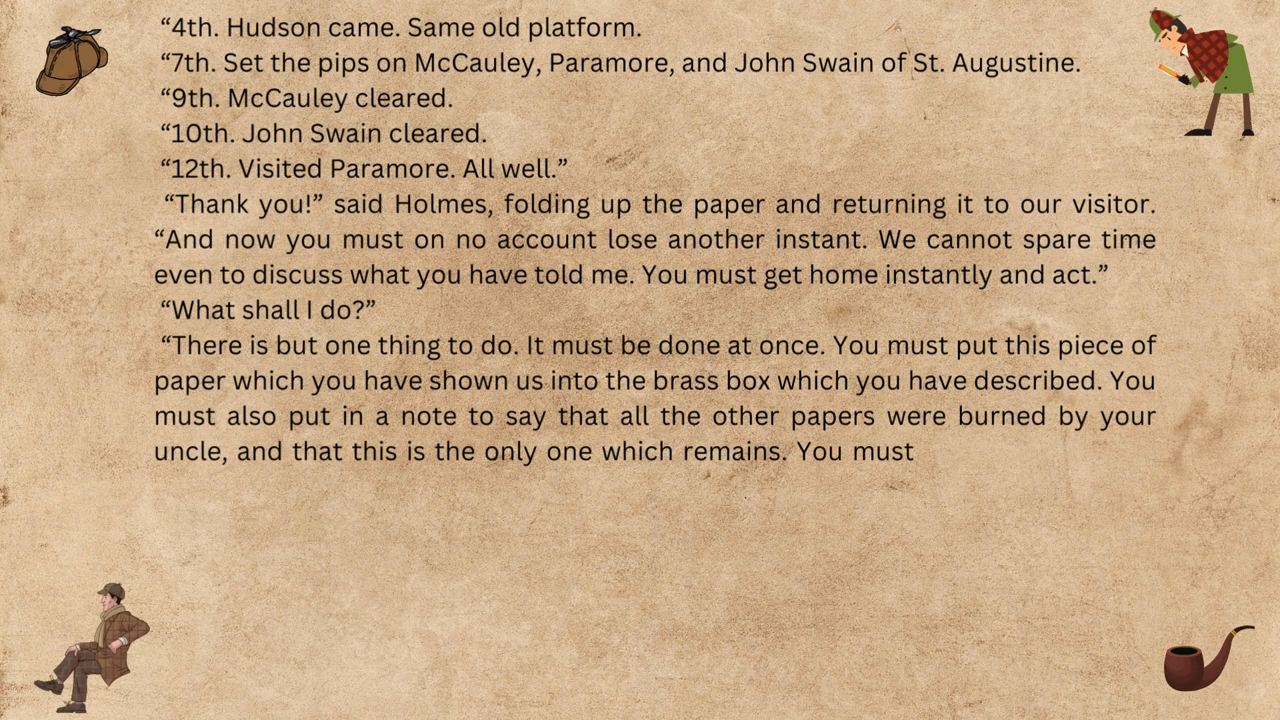 “4th. Hudson came. Same old platform.
“7th. Set the pips on McCauley, Paramore, and John Swain of St. Augustine.
“9th. McCauley cleared.
“10th. John Swain cleared.
“12th. Visited Paramore. All well.”
“Thank you!” said Holmes, folding up the paper and returning it to our visitor.
“And now you must on no account lose another instant. We cannot spare time
even to discuss what you have told me. You must get home instantly and act.”
“What shall I do?”
“There is but one thing to do. It must be done at once. You must put this piece of
paper which you have shown us into the brass box which you have described. You
must also put in a note to say that all the other papers were burned by your
uncle, and that this is the only one which remains. You must